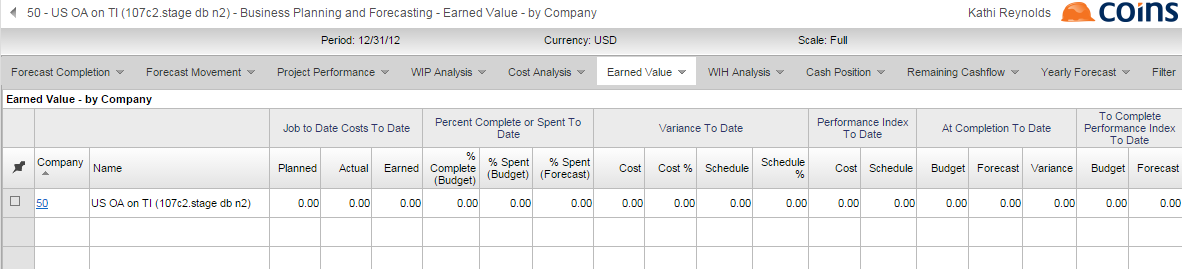 50 - US OA on TI (107c2.stage db n2) - Business Planning and Forecasting - Earned Value - by Company Kathi Reynolds coins
Period: 12/31/12 Currency: USD Scale: Full
Forecast Completion Forecast Movement Project Performance WIP Analysis Cost Analysis Earned Value WIH Analysis Cash Position Remaining Cashflow Yearly Forecast Filter
Earned Value - by Company
Job to Date Costs To Date
Percent Complete or Spent To
Date
Variance To Date
Performance Index
To Date
At Completion To Date
To Complete
Performance Index
To Date
Company
Name
Planned
Actual
Earned
%
Complete
(Budget)
% Spent
(Budget)
% Spent
(Forecast)
Cost
Cost %
Schedule
Schedule
%
Cost
Schedule
Budget
Forecast
Variance
Budget
Forecast
50 US OA on TI (107c2.stage db n2) 0.00 0.00 0.00 0.00 0.00 0.00 0.00 0.00 0.00 0.00 0.00 0.00 0.00 0.00 0.00 0.00 0.00